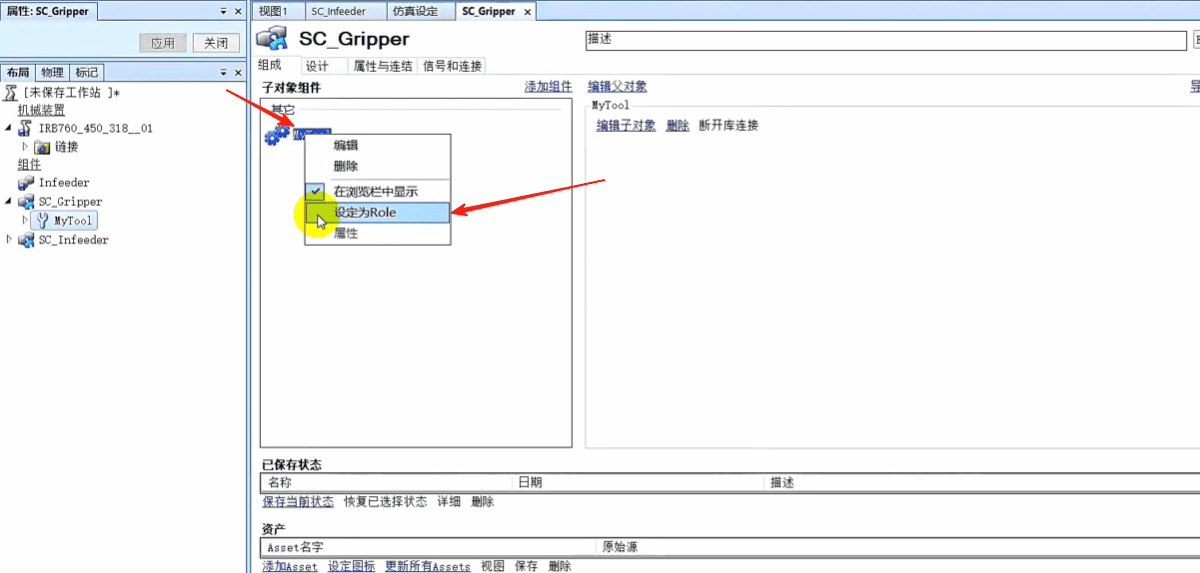 属性: SC_Gripper
应用 关闭
布局 物理 标记
[未保存工作站 ]*
机械装置
IRB760_450_318__01
链接
组件
Infeeder
SC_Gripper
MyTool
SC_Infeeder
视图1 SC_Infeeder 仿真设定 SC_Gripper
SC_Gripper
描述
组成 设计 属性与连结 信号和连接
子对象组件 添加组件
其它
编辑
删除
在浏览栏中显示
设定为Role
属性
编辑父对象
MyTool
编辑子对象 删除 断开库连接
已保存状态
名称 日期 描述
保存当前状态 恢复已选择状态 详细 删除
资产
Asset名字 原始源
添加Asset 设定图标 更新所有Assets 视图 保存 删除